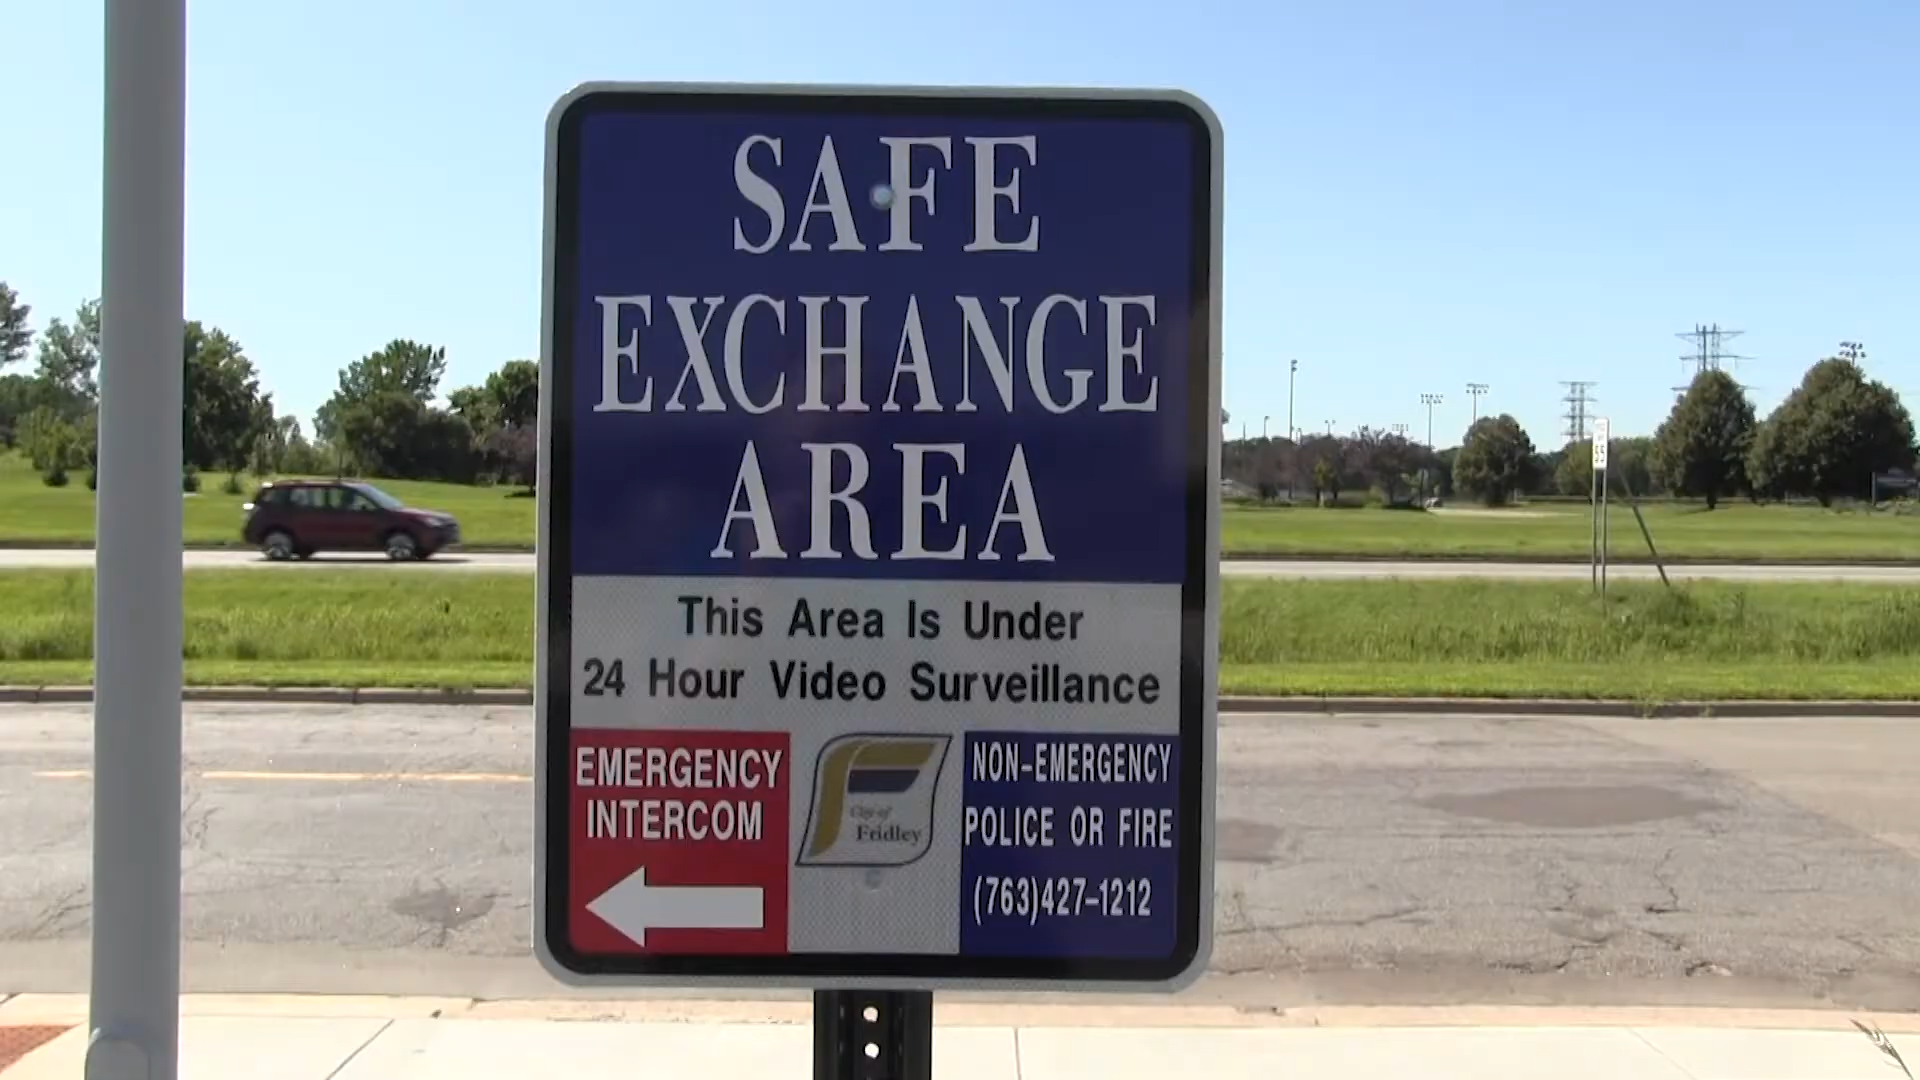 SAFE
EXCHANGE
AREA
This Area Is Under
24 Hour Video Surveillance
EMERGENCY
INTERCOM
City of
Fridley
NON-EMERGENCY
POLICE OR FIRE
(763)427-1212
55